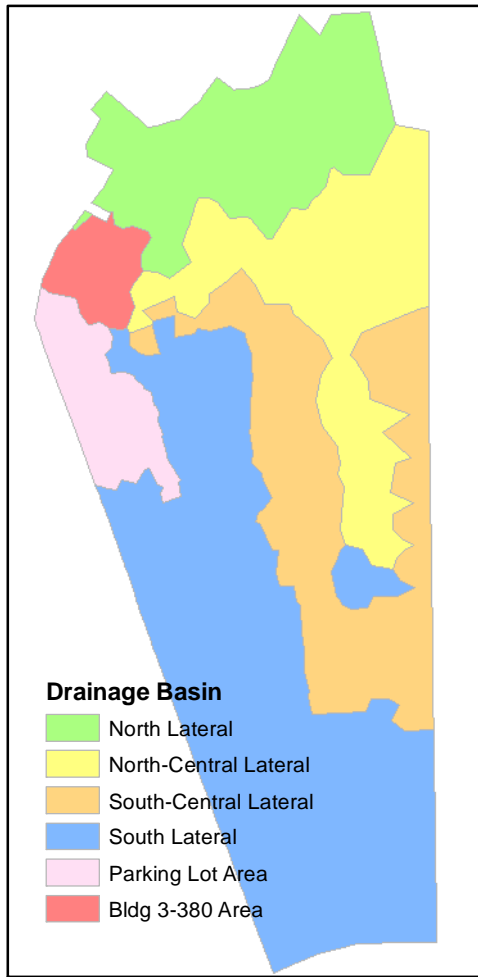 Drainage Basin
North Lateral
North-Central Lateral
South-Central Lateral
South Lateral
Parking Lot Area
Bldg 3-380 Area